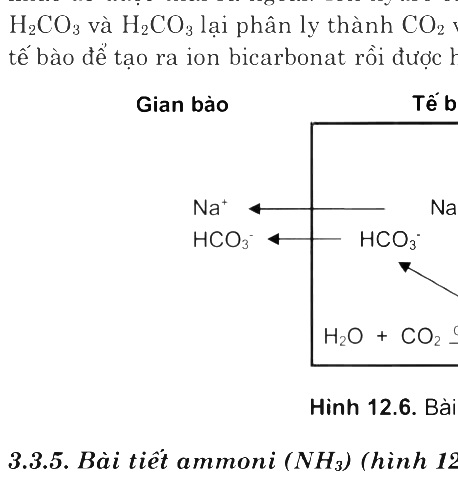 H₂CO₃ và H₂CO₃ lại phân ly thành CO₂
tế bào để tạo ra ion bicarbonat rồi được
Gian bào Tế
Na⁺ Na
HCO₃⁻ HCO₃⁻
H₂O + CO₂
Hình 12.6. Bài
3.3.5. Bài tiết ammoni (NH₃) (hình 12